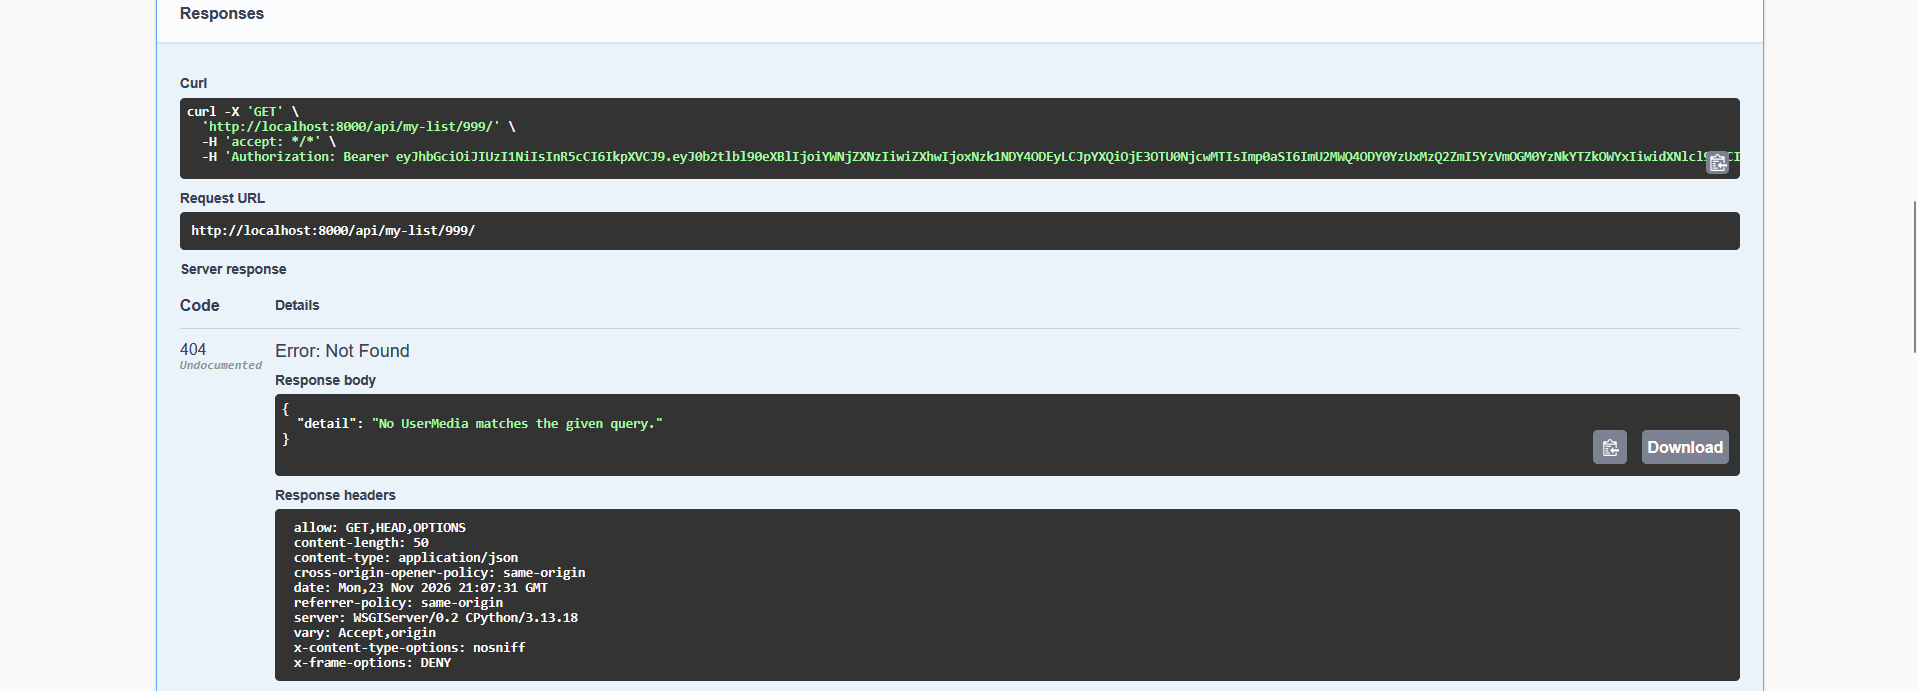 Responses
Curl
curl -X 'GET' \
'http://localhost:8000/api/my-list/999/' \
-H 'accept: */*' \
-H 'Authorization: Bearer eyJhbGciOiJIUzI1NiIsInR5cCI6IkpXVCJ9.eyJ0b2tlbl90eXBlIjoiYWNjZXNzIiwiZXhwIjoxNzk1NDY4ODEyLCJpYXQiOjE3OTU0NjcwMTIsImp0aSI6ImU2MWQ4ODY0YzUxMzQ2ZmI5YzVmOGM0YzNkYTZkOWYxIiwidXNlcl9
Request URL
http://localhost:8000/api/my-list/999/
Server response
Code Details
404 Error: Not Found
Undocumented
Response body
{
"detail": "No UserMedia matches the given query."
}
Download
Response headers
allow: GET,HEAD,OPTIONS
content-length: 50
content-type: application/json
cross-origin-opener-policy: same-origin
date: Mon,23 Nov 2026 21:07:31 GMT
referrer-policy: same-origin
server: WSGIServer/0.2 CPython/3.13.18
vary: Accept,origin
x-content-type-options: nosniff
x-frame-options: DENY